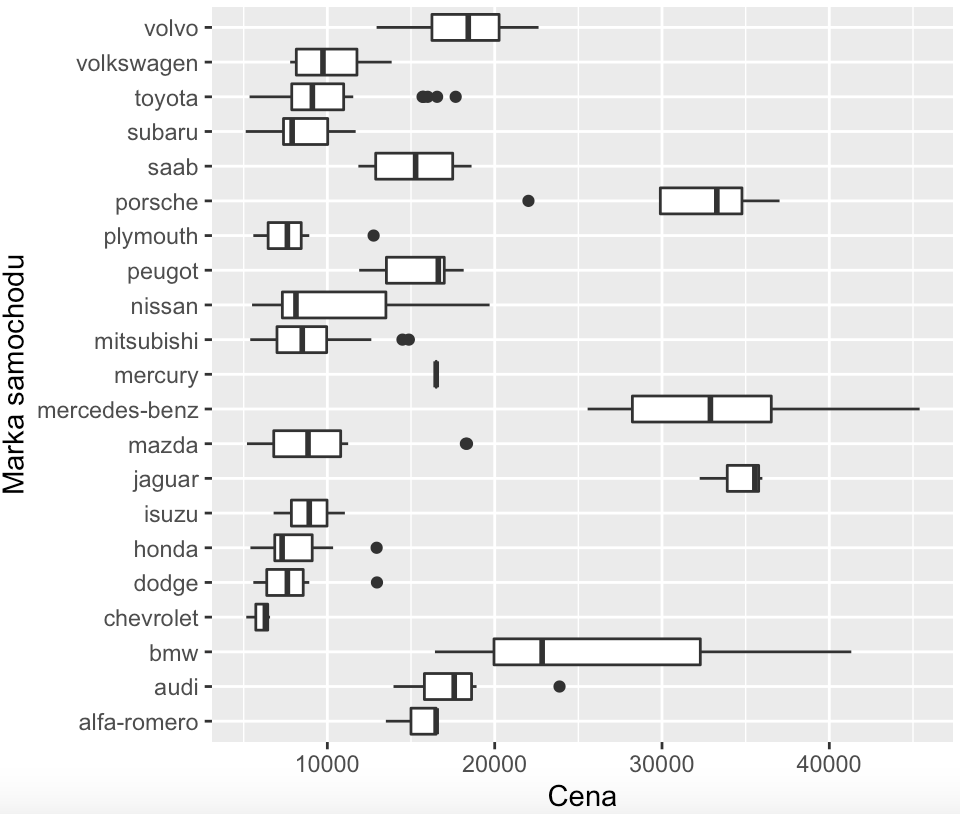 Marka samochodu
volvo
volkswagen
toyota
subaru
saab
porsche
plymouth
peugot
nissan
mitsubishi
mercury
mercedes-benz
mazda
jaguar
isuzu
honda
dodge
chevrolet
bmw
audi
alfa-romero
10000 20000 30000 40000
Cena